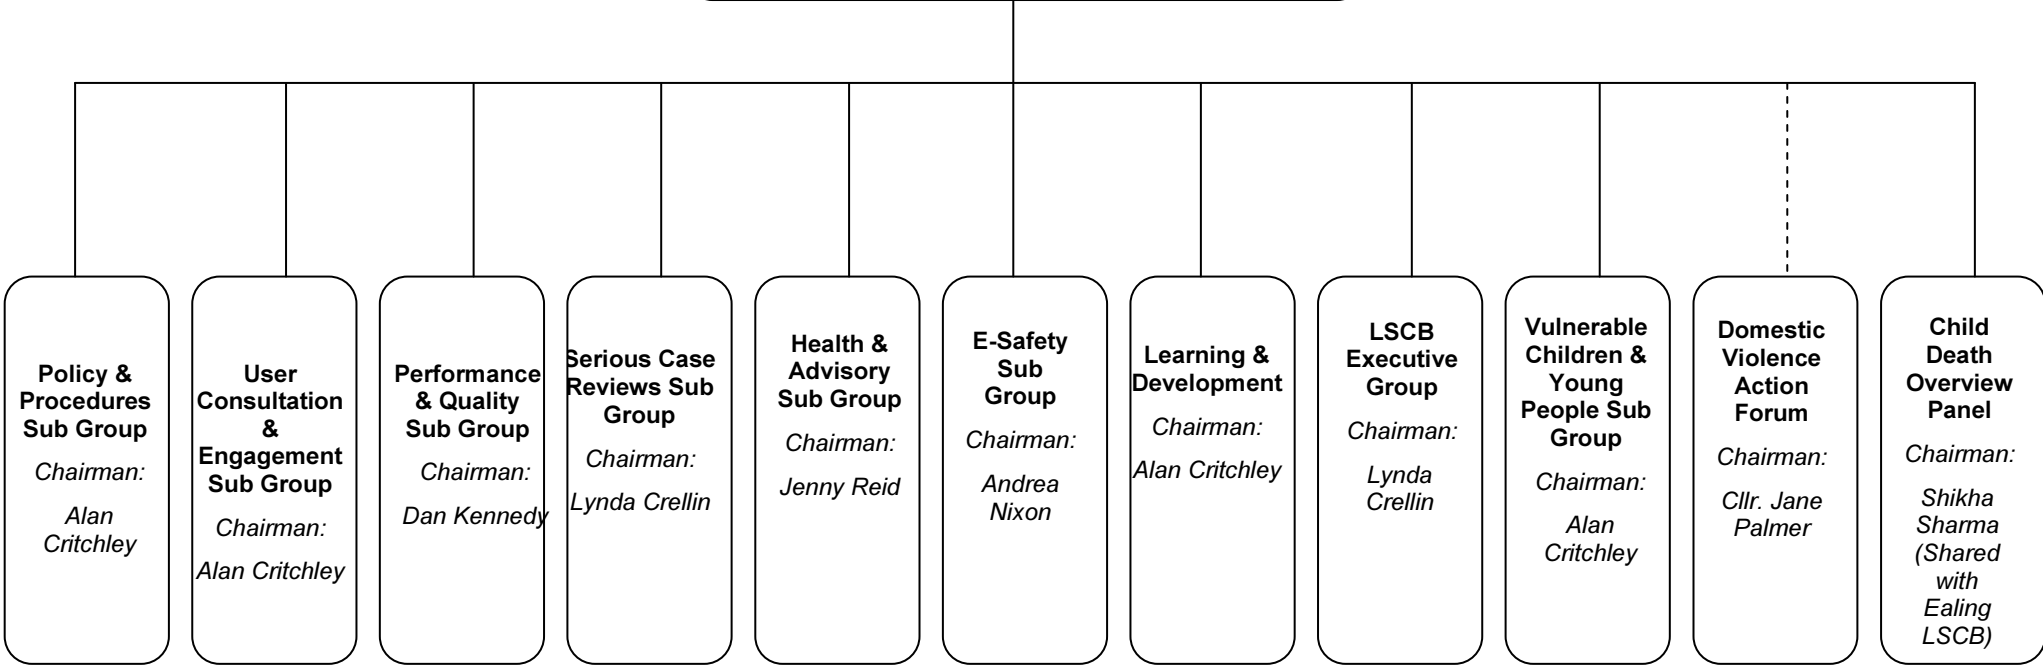 Policy &
Procedures
Sub Group
Chairman:
Alan
Critchley
User
Consultation
&
Engagement
Sub Group
Chairman:
Alan Critchley
Performance
& Quality
Sub Group
Chairman:
Dan Kennedy
Serious Case
Reviews Sub
Group
Chairman:
Lynda Crellin
Health &
Advisory
Sub Group
Chairman:
Jenny Reid
E-Safety
Sub
Group
Chairman:
Andrea
Nixon
Learning &
Development
Chairman:
Alan Critchley
LSCB
Executive
Group
Chairman:
Lynda
Crellin
Vulnerable
Children &
Young
People Sub
Group
Chairman:
Alan
Critchley
Domestic
Violence
Action
Forum
Chairman:
Cllr. Jane
Palmer
Child
Death
Overview
Panel
Chairman:
Shikha
Sharma
(Shared
with
Ealing
LSCB)